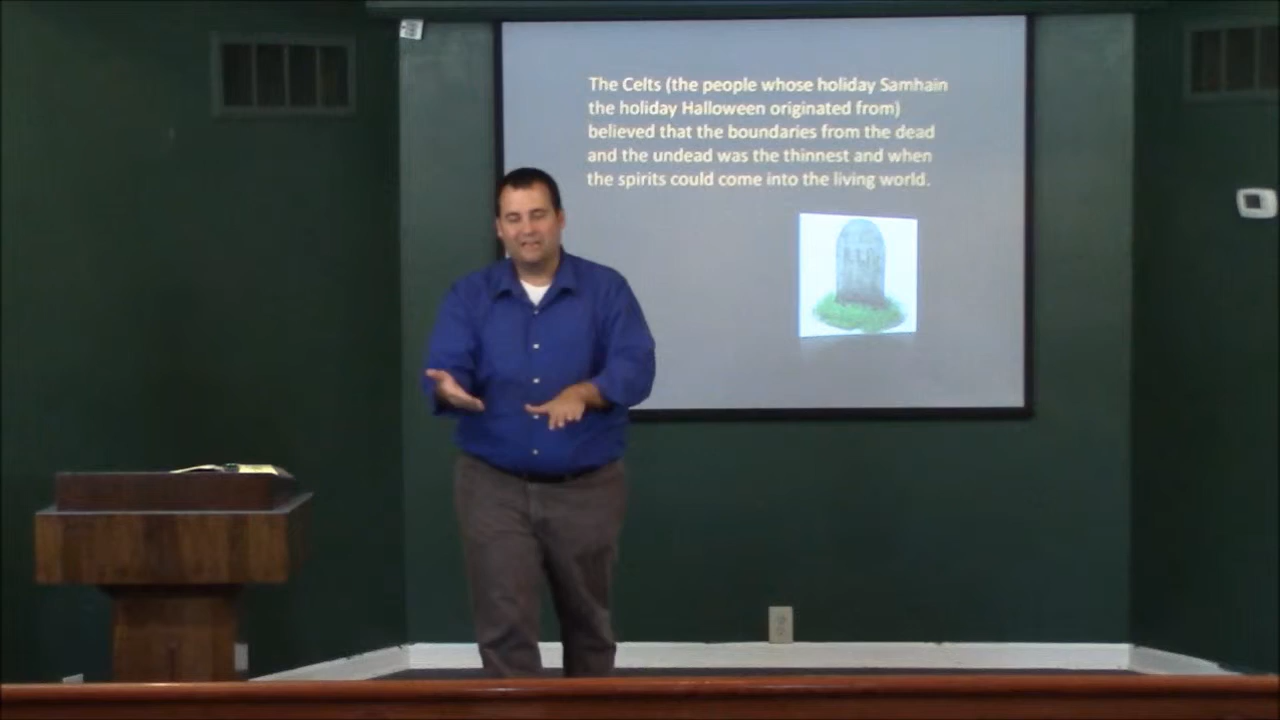 The Celts (the people whose holiday Samhain
the holiday Halloween originated from)
believed that the boundaries from the dead
and the undead was the thinnest and when
the spirits could come into the living world.
R.I.P